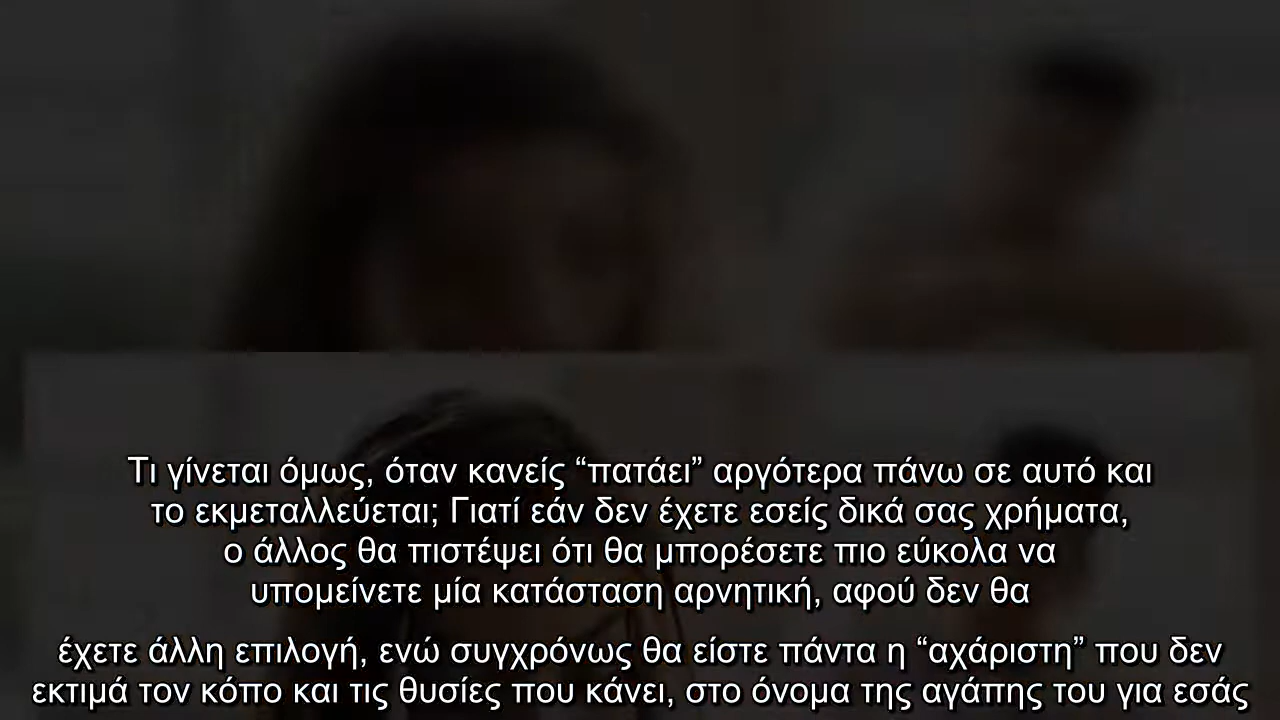 Τι γίνεται όμως, όταν κανείς “πατάει” αργότερα πάνω σε αυτό και
το εκμεταλλεύεται; Γιατί εάν δεν έχετε εσείς δικά σας χρήματα,
ο άλλος θα πιστέψει ότι θα μπορέσετε πιο εύκολα να
υπομείνετε μία κατάσταση αρνητική, αφού δεν θα
έχετε άλλη επιλογή, ενώ συγχρόνως θα είστε πάντα η “αχάριστη” που δεν
εκτιμά τον κόπο και τις θυσίες που κάνει, στο όνομα της αγάπης του για εσάς